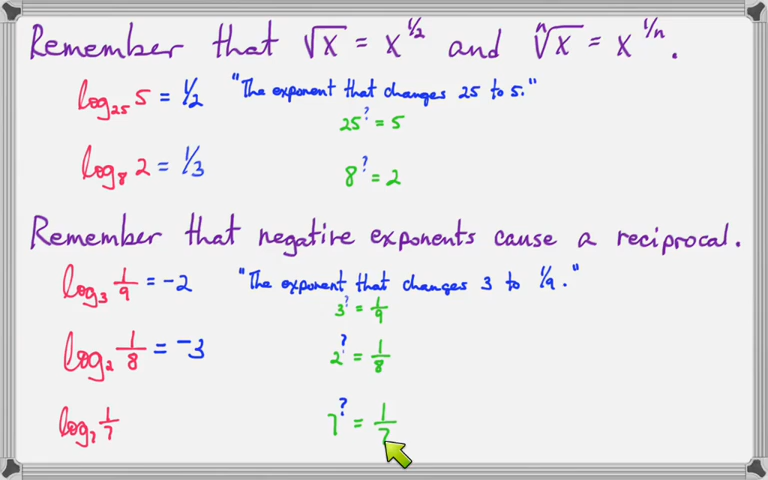 Remember that √x = x^1/2 and ⁿ√x = x^1/n.
log₂₅ 5 = 1/2 "The exponent that changes 25 to 5."
25^? = 5
log₈ 2 = 1/3 8^? = 2
Remember that negative exponents cause a reciprocal.
log₃ 1/9 = -2 "The exponent that changes 3 to 1/9."
3^? = 1/9
log₂ 1/8 = -3 2^? = 1/8
log₇ 1/7 7^? = 1/7